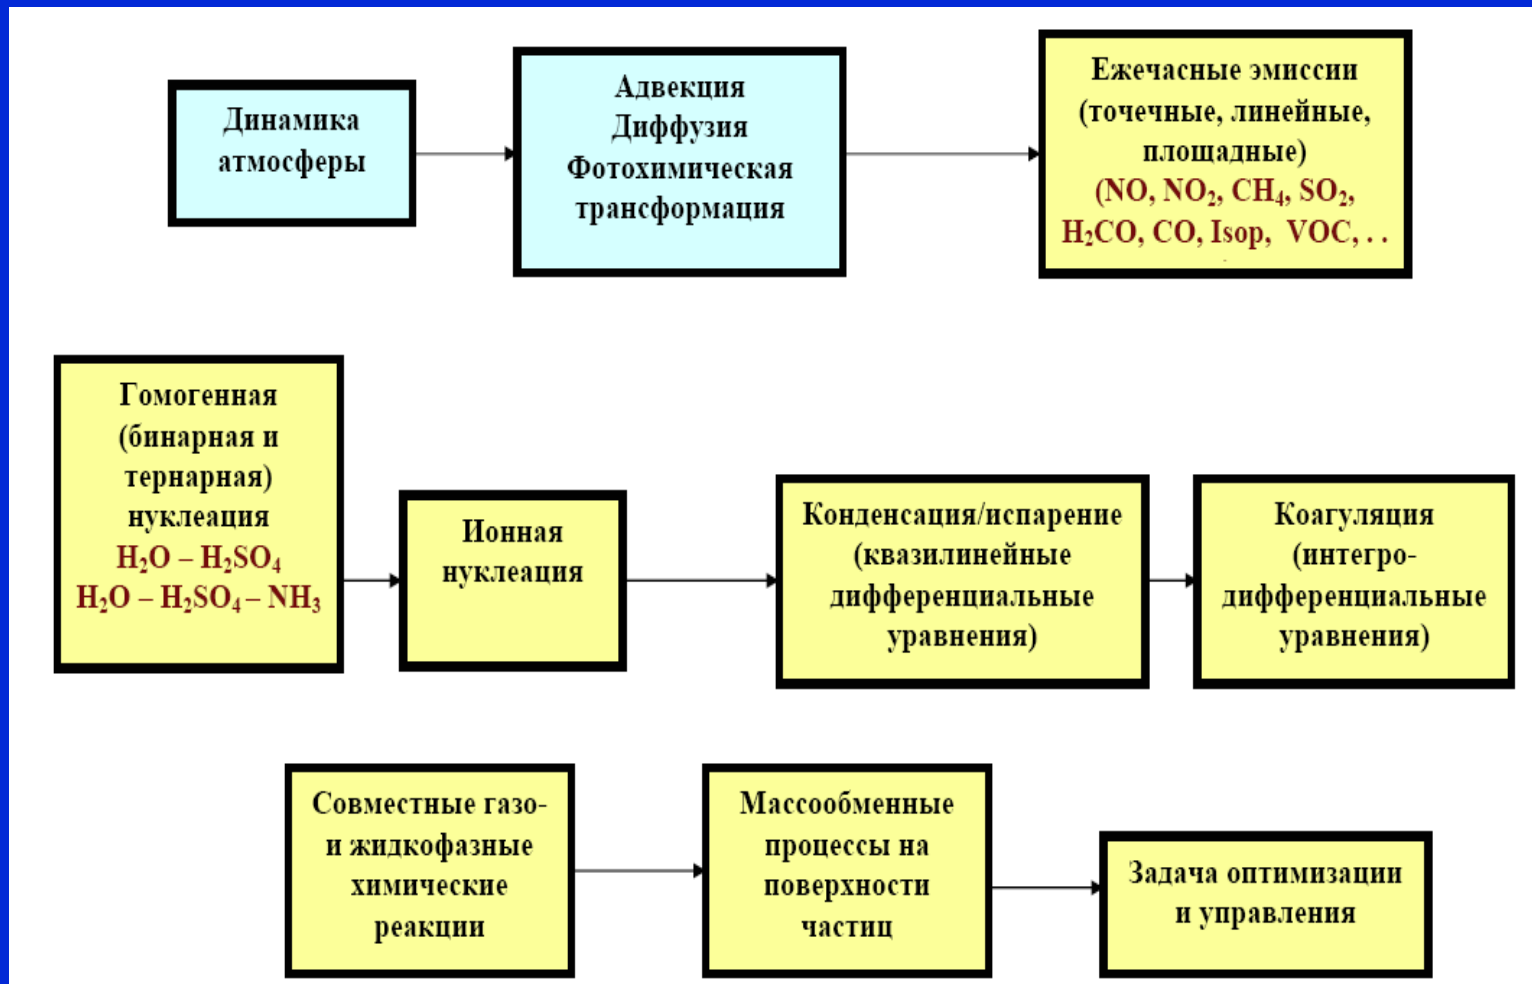 Динамика
атмосферы
Адвекция
Диффузия
Фотохимическая
трансформация
Ежечасные эмиссии
(точечные, линейные,
площадные)
(NO, NO₂, CH₄, SO₂,
H₂CO, CO, Isop, VOC, . .
.
Гомогенная
(бинарная и
тернарная)
нуклеация
H₂O – H₂SO₄
H₂O – H₂SO₄ – NH₃
Ионная
нуклеация
Конденсация/испарение
(квазилинейные
дифференциальные
уравнения)
Коагуляция
(интегро-
дифференциальные
уравнения)
Совместные газо-
и жидкофазные
химические
реакции
Массообменные
процессы на
поверхности
частиц
Задача оптимизации
и управления